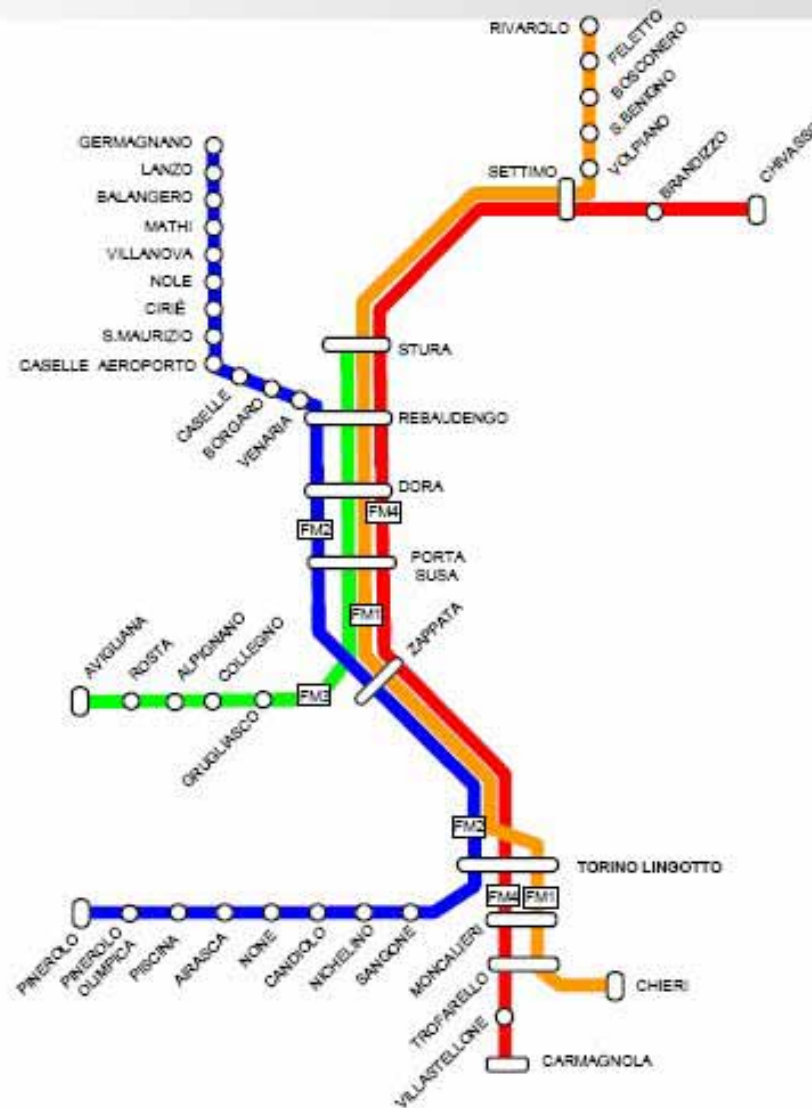 RIVAROLO
FELETTO
BOSCONERO
S.BENIGNO
VOLPIANO
SETTIMO
BRANDIZZO
CHIVASSO
GERMAGNANO
LANZO
BALANGERO
MATHI
VILLANOVA
NOLE
CIRIÈ
S.MAURIZIO
CASELLE AEROPORTO
CASELLE
BORGARO
VENARIA
STURA
REBAUDENGO
DORA
FM2
FM4
PORTA
SUSA
FM1
ZAPPATA
AVIGLIANA
ROSTA
ALPIGNANO
COLLEGNO
GRUGLIASCO
FM3
FM2
TORINO LINGOTTO
FM4
FM1
PINEROLO
PINEROLO
OLIMPICA
PISCINA
AIRASCA
NONE
CANDIOLO
NICHELINO
SANGONE
MONCALIERI
TROFARELLO
CHIERI
VILLASTELLONE
CARMAGNOLA